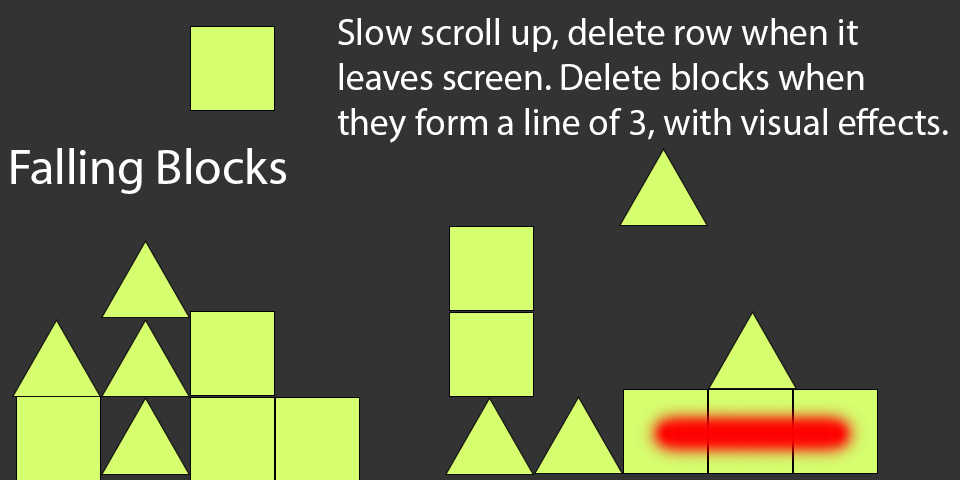 Slow scroll up, delete row when it
leaves screen. Delete blocks when
they form a line of 3, with visual effects.
Falling Blocks